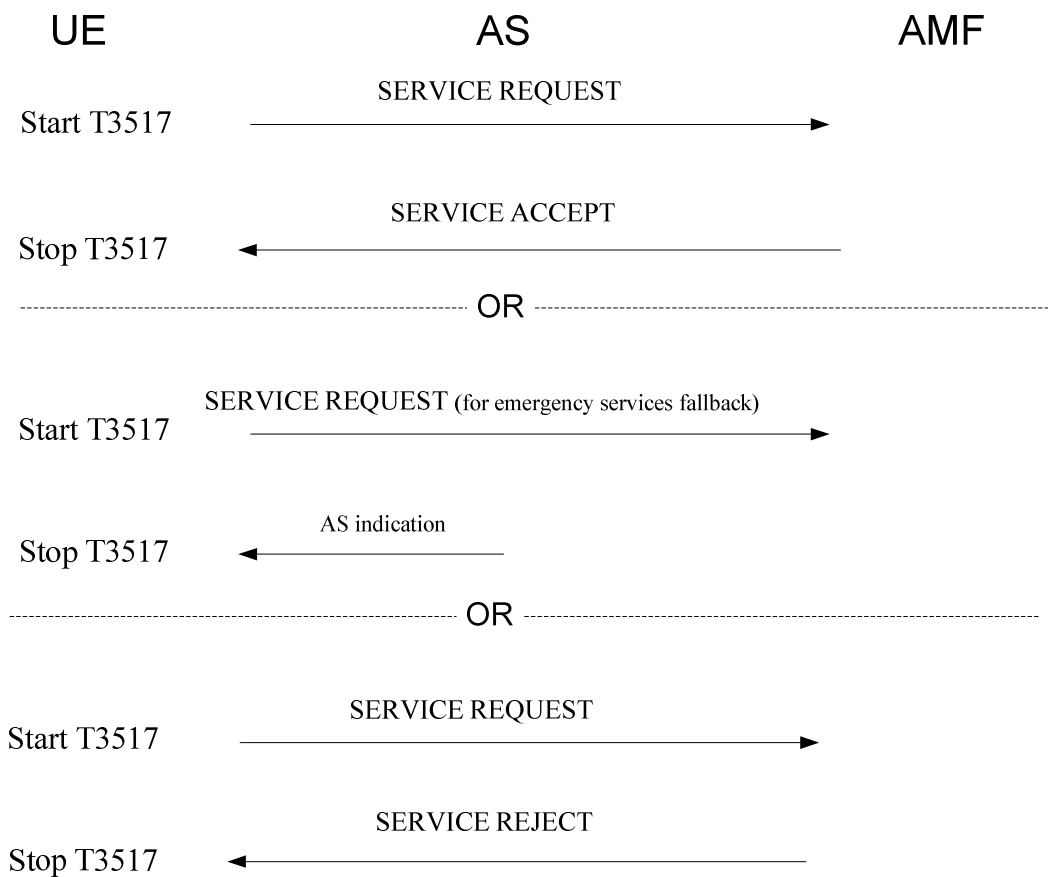 UE AS AMF
SERVICE REQUEST
Start T3517
SERVICE ACCEPT
Stop T3517
OR
SERVICE REQUEST (for emergency services fallback)
Start T3517
AS indication
Stop T3517
OR
SERVICE REQUEST
Start T3517
SERVICE REJECT
Stop T3517